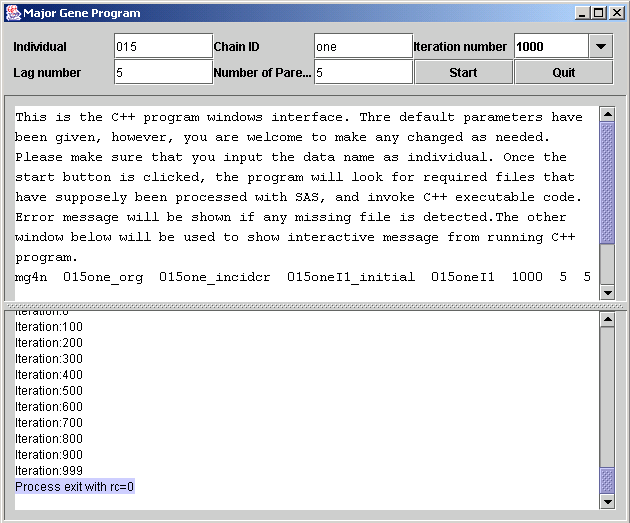 Major Gene Program
Individual 015 Chain ID one Iteration number 1000
Lag number 5 Number of Pare... 5 Start Quit
This is the C++ program windows interface. Thre default parameters have
been given, however, you are welcome to make any changed as needed.
Please make sure that you input the data name as individual. Once the
start button is clicked, the program will look for required files that
have supposely been processed with SAS, and invoke C++ executable code.
Error message will be shown if any missing file is detected.The other
window below will be used to show interactive message from running C++
program.
mg4n 015one_org 015one_incidcr 015oneI1_initial 015oneI1 1000 5 5
Iteration:0
Iteration:100
Iteration:200
Iteration:300
Iteration:400
Iteration:500
Iteration:600
Iteration:700
Iteration:800
Iteration:900
Iteration:999
Process exit with rc=0